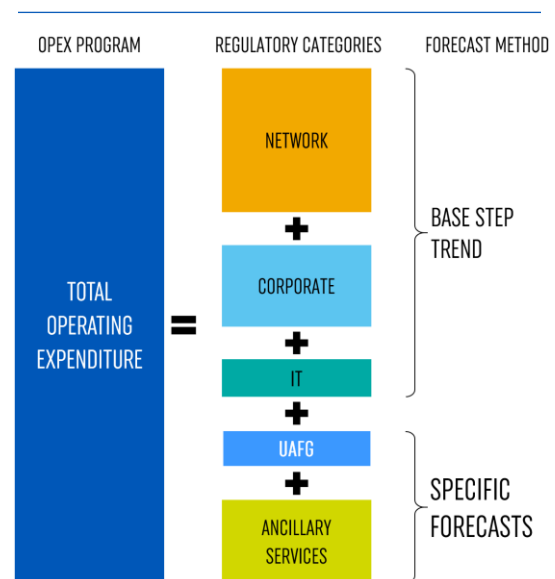 OPEX PROGRAM
REGULATORY CATEGORIES
FORECAST METHOD
TOTAL
OPERATING
EXPENDITURE
=
NETWORK
+
CORPORATE
+
IT
+
UAFG
+
ANCILLARY
SERVICES
BASE STEP
TREND
SPECIFIC
FORECASTS